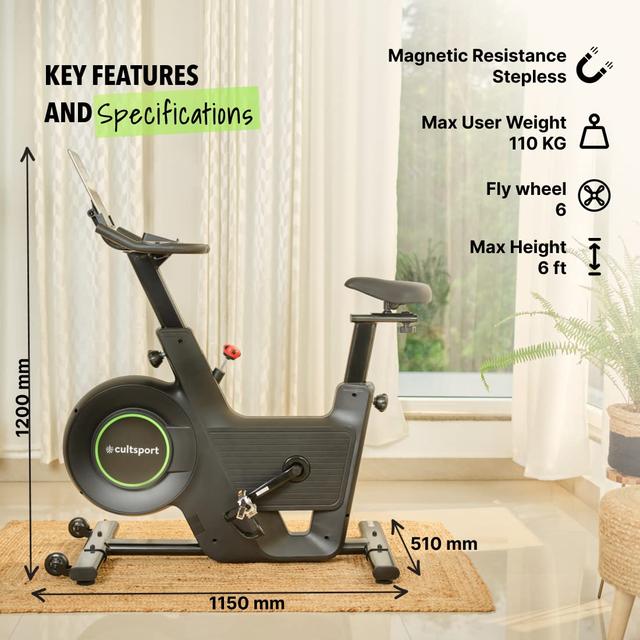 KEY FEATURES
AND Specifications
Magnetic Resistance
Stepless
Max User Weight
110 KG
Fly wheel
6
Max Height
6 ft
1200 mm
cultsport
510 mm
1150 mm